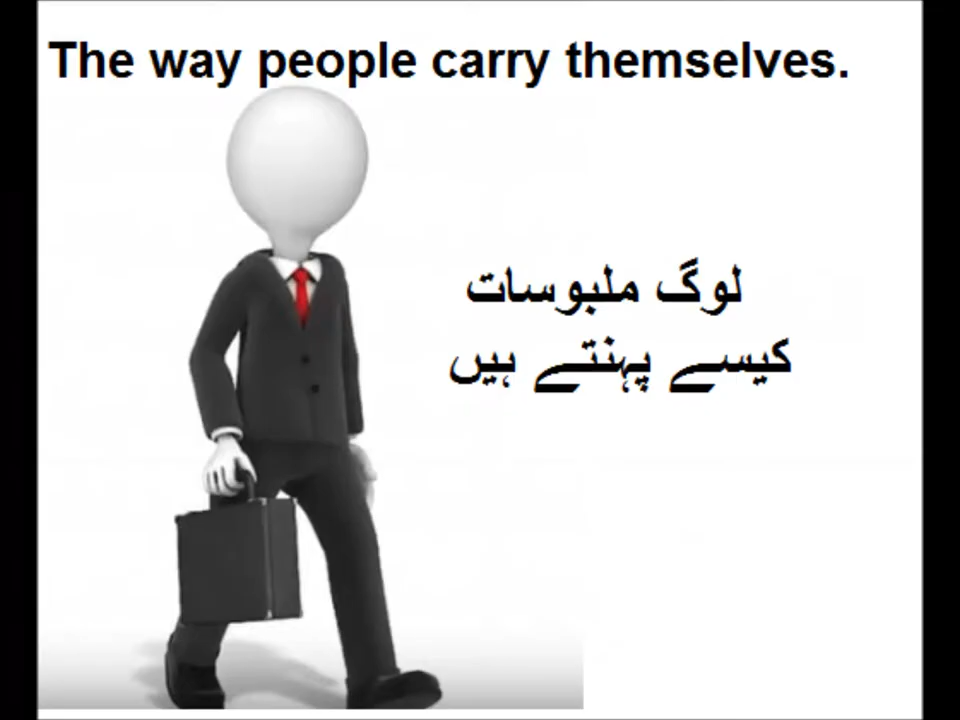 The way people carry themselves.
لوگ ملبوسات
کیسے پہنتے ہیں